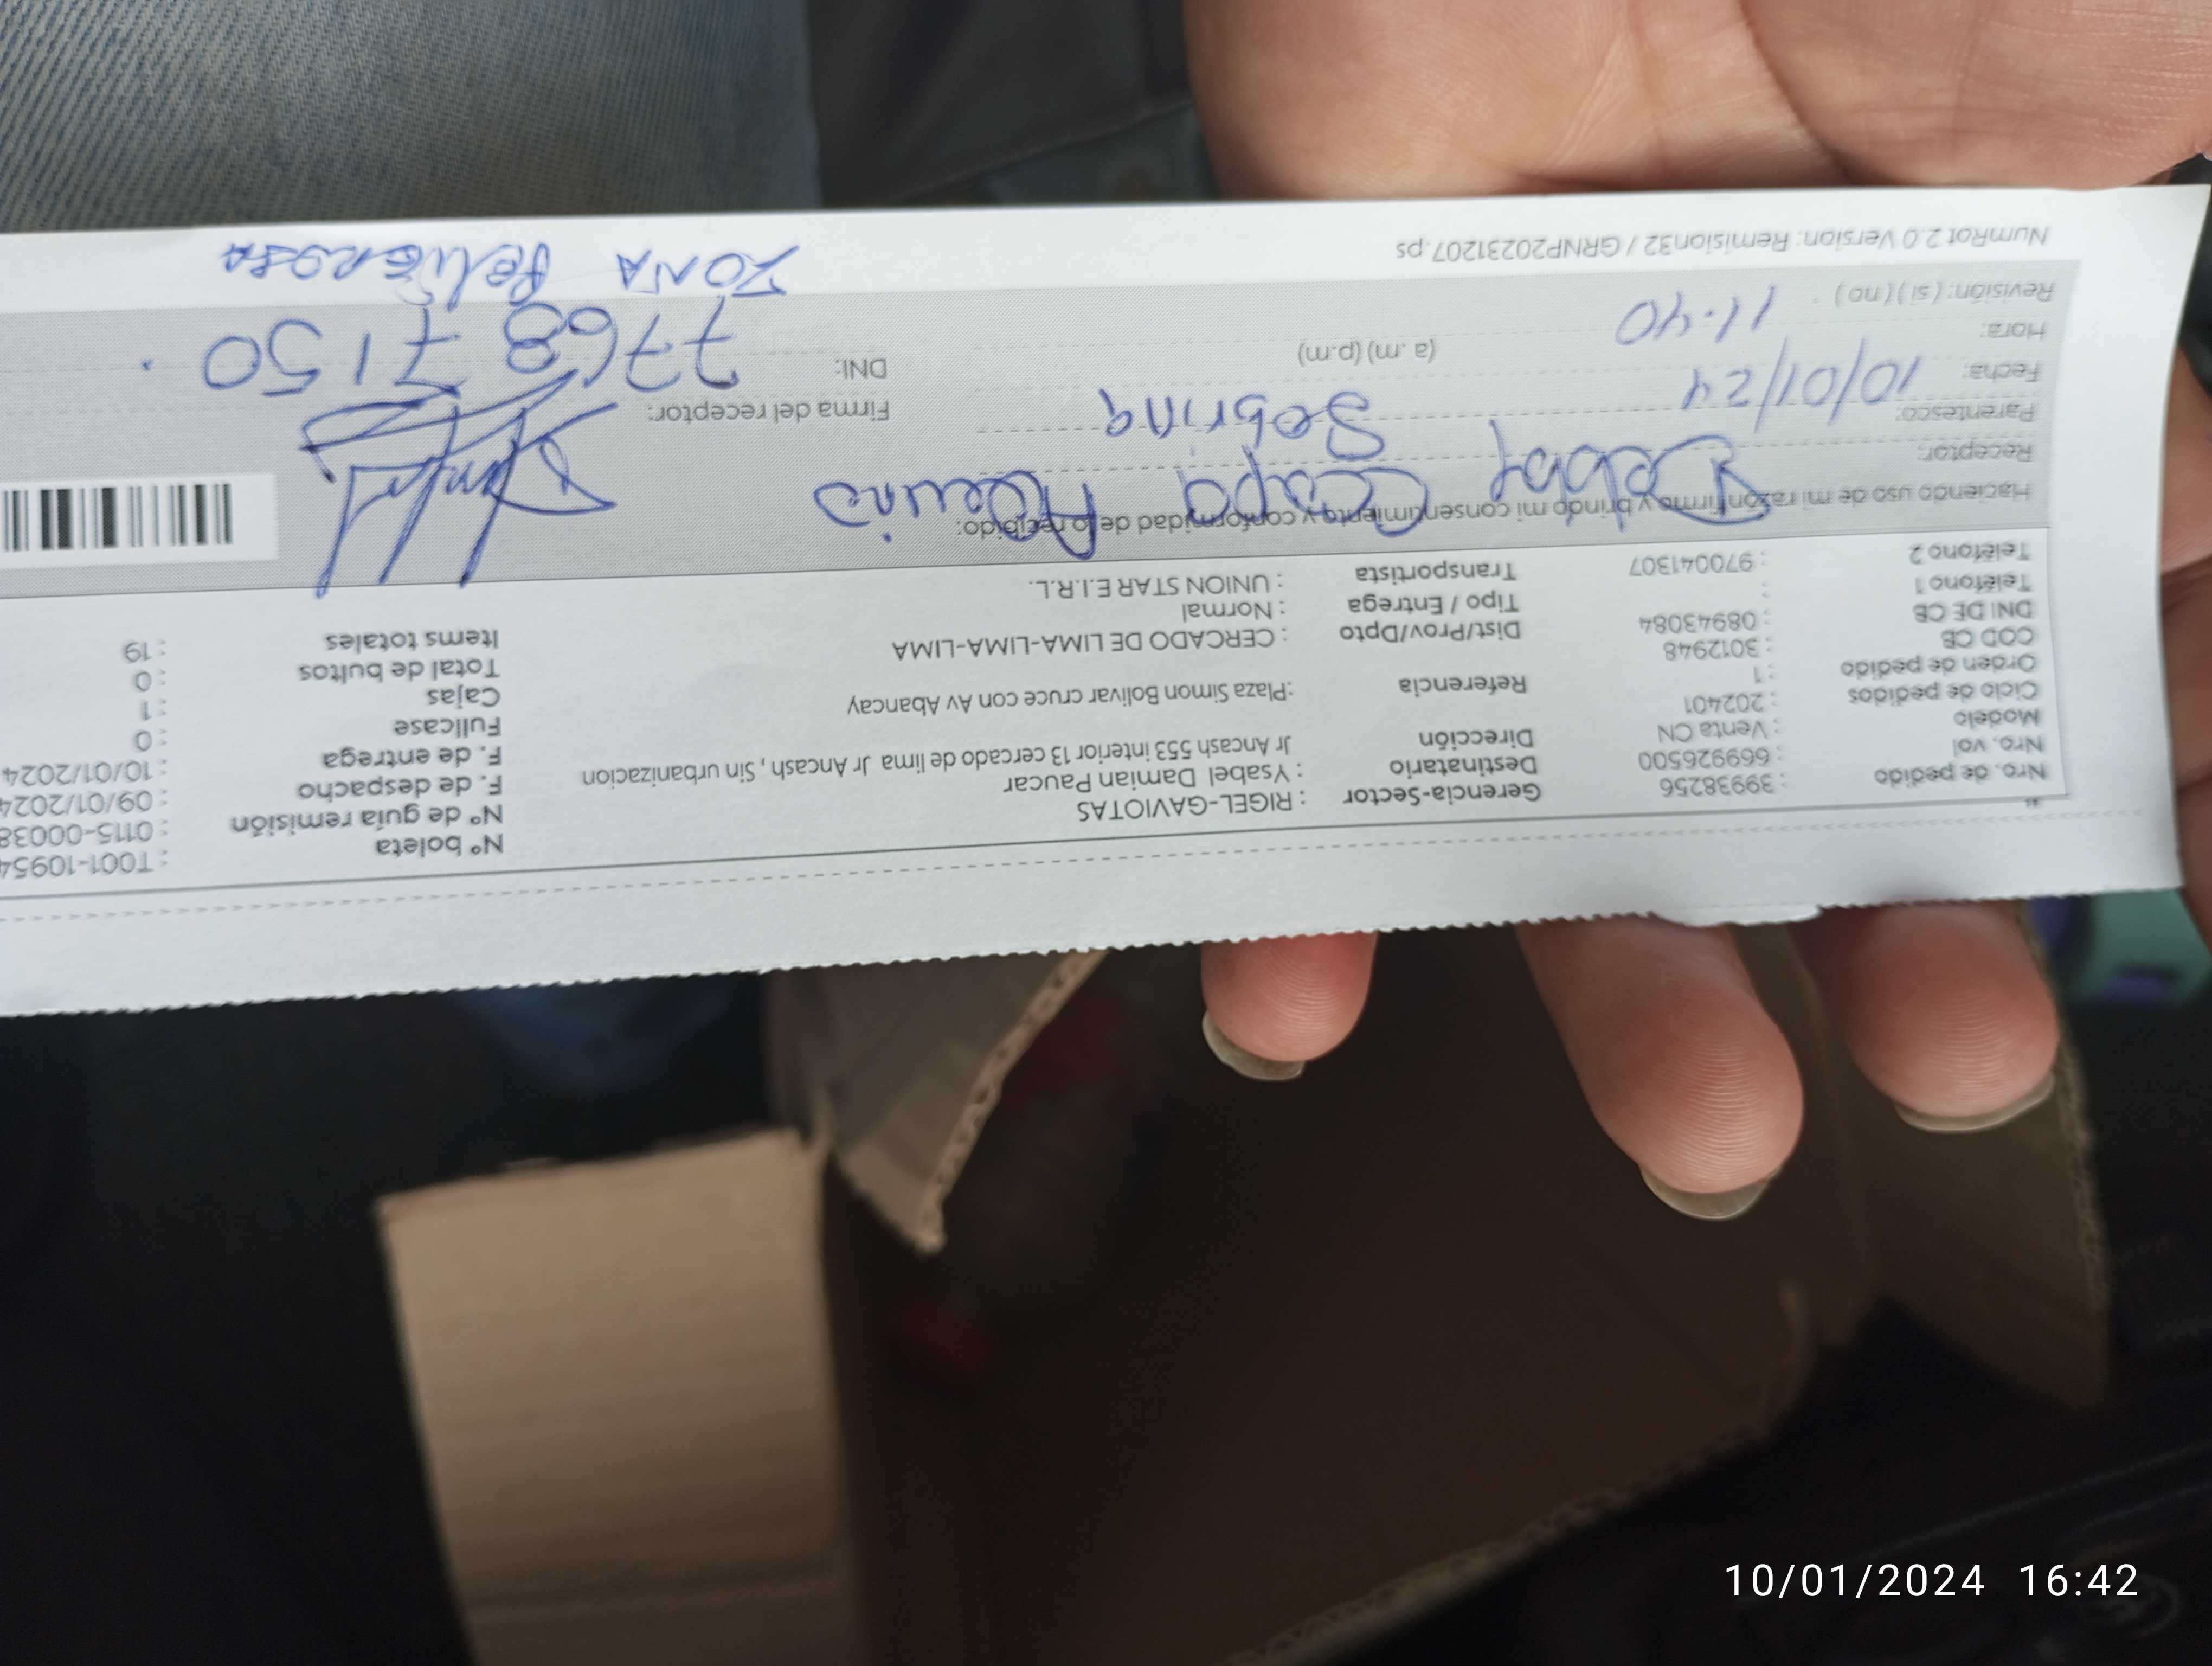 Nro. de pedido : 39938256 Gerencia-Sector : RIGEL-GAVIOTAS Nº boleta : T001-10954
Nro. vol : 669926500 Destinatario : Ysabel Damian Paucar Nº de guía remisión : 0115-00038
Modelo : Venta CN Dirección Jr Ancash 553 interior 13 cercado de lima Jr Ancash , Sin urbanizacion F. de despacho : 09/01/2024
Ciclo de pedidos : 202401 F. de entrega : 10/01/2024
Orden de pedido : 1 Referencia :Plaza Simon Bolivar cruce con Av Abancay Fullcase : 0
COD CB : 3012948 Cajas : 1
DNI DE CB : 08943084 Dist/Prov/Dpto : CERCADO DE LIMA-LIMA-LIMA Total de bultos : 0
Teléfono 1 : Tipo / Entrega : Normal Items totales : 19
Teléfono 2 : 970041307 Transportista : UNION STAR E.I.R.L.
Haciendo uso de mi razón firmo y brindo mi consentimiento y conformidad de lo recibido:
Receptor:
Parentesco: Sobrina Firma del receptor:
Fecha: 10/01/24 DNI: 77687150
Hora: 11:40 (a .m) (p.m)
Revisión: ( si ) ( no )
ZONA PELIGROSA
NumRot 2.0 Version: Remision32 / GRNP20231207.ps
10/01/2024 16:42